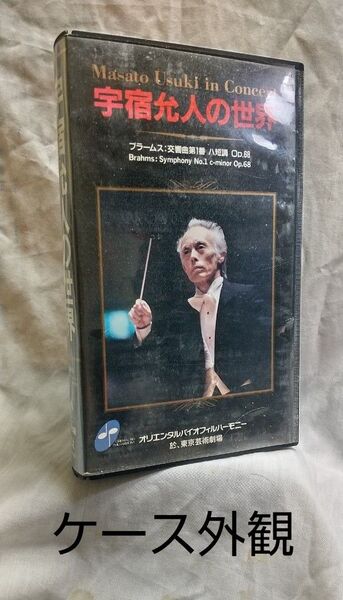 Masato Usuki in Concert
宇宿允人の世界
ブラームス:交響曲第1番 ハ短調 Op.68
Brahms: Symphony No.1 c-minor Op.68
オリエンタルバイオフィルハーモニー
於、東京芸術劇場
ケース外観